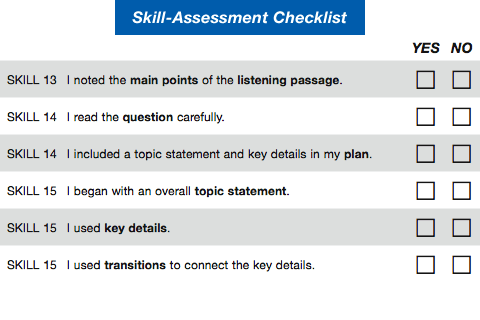 Skill-Assessment Checklist
YES NO
SKILL 13 I noted the main points of the listening passage.
SKILL 14 I read the question carefully.
SKILL 14 I included a topic statement and key details in my plan.
SKILL 15 I began with an overall topic statement.
SKILL 15 I used key details.
SKILL 15 I used transitions to connect the key details.